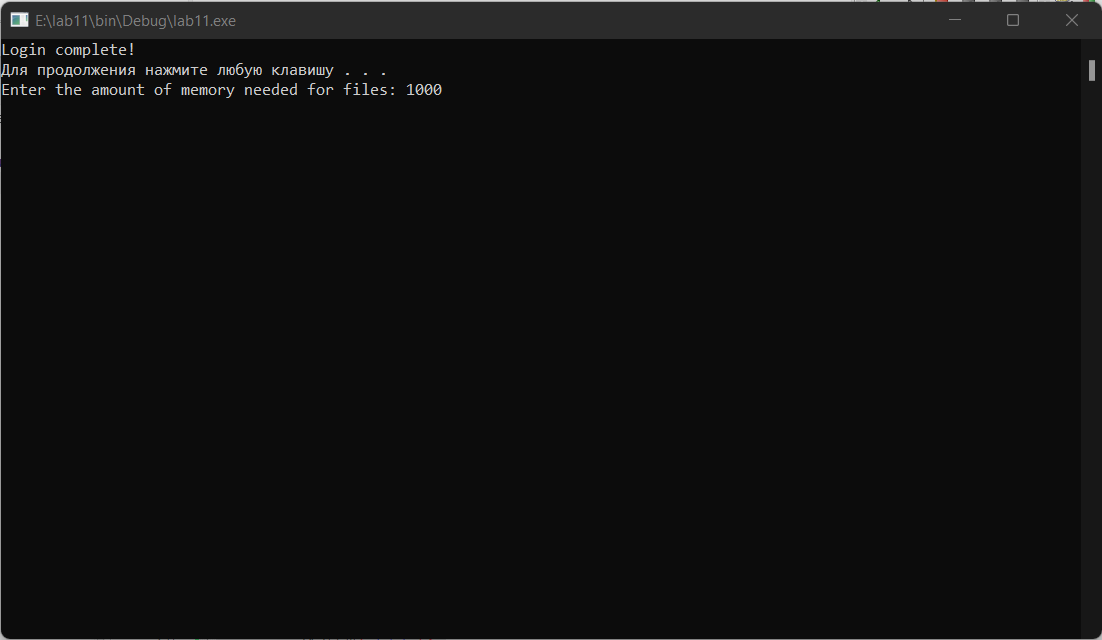 E:\lab11\bin\Debug\lab11.exe
Login complete!
Для продолжения нажмите любую клавишу . . .
Enter the amount of memory needed for files: 1000